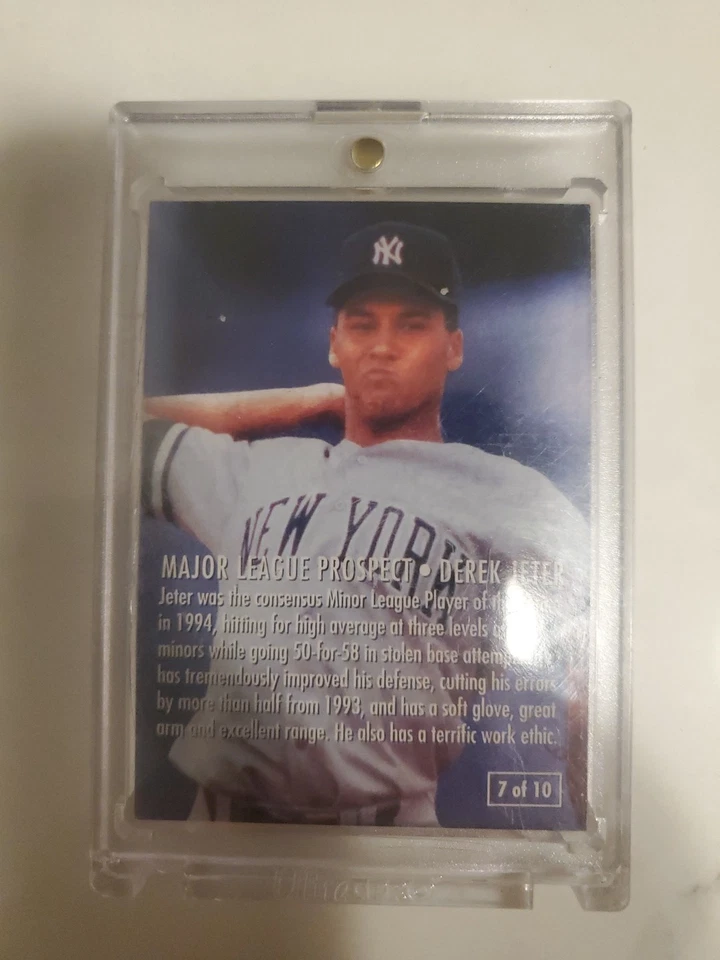 NY
NEW YORK
MAJOR LEAGUE PROSPECT • DEREK JETER
Jeter was the consensus Minor League Player of
in 1994, hitting for high average at three levels
minors while going 50-for-58 in stolen base
has tremendously improved his defense, cutting his errors
by more than half from 1993, and has a soft glove, great
arm and excellent range. He also has a terrific work ethic.
7 of 10